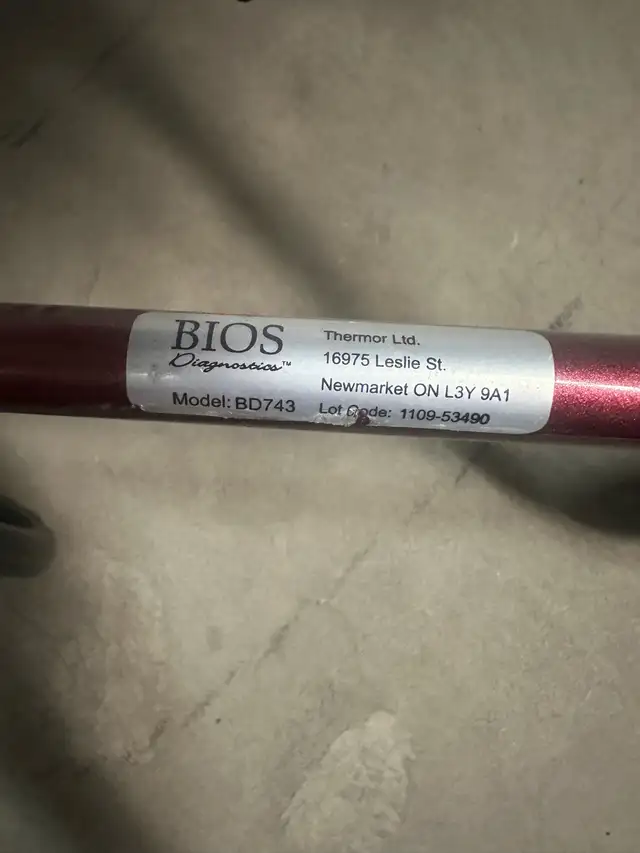 BIOS
Diagnostics™
Model: BD743
Thermor Ltd.
16975 Leslie St.
Newmarket ON L3Y 9A1
Lot Code: 1109-53490